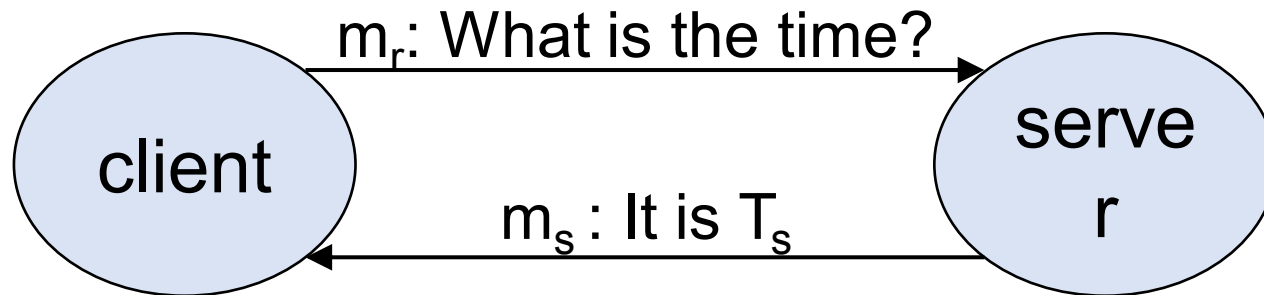 mᵣ: What is the time?
client
serve
r
mₛ : It is Tₛ